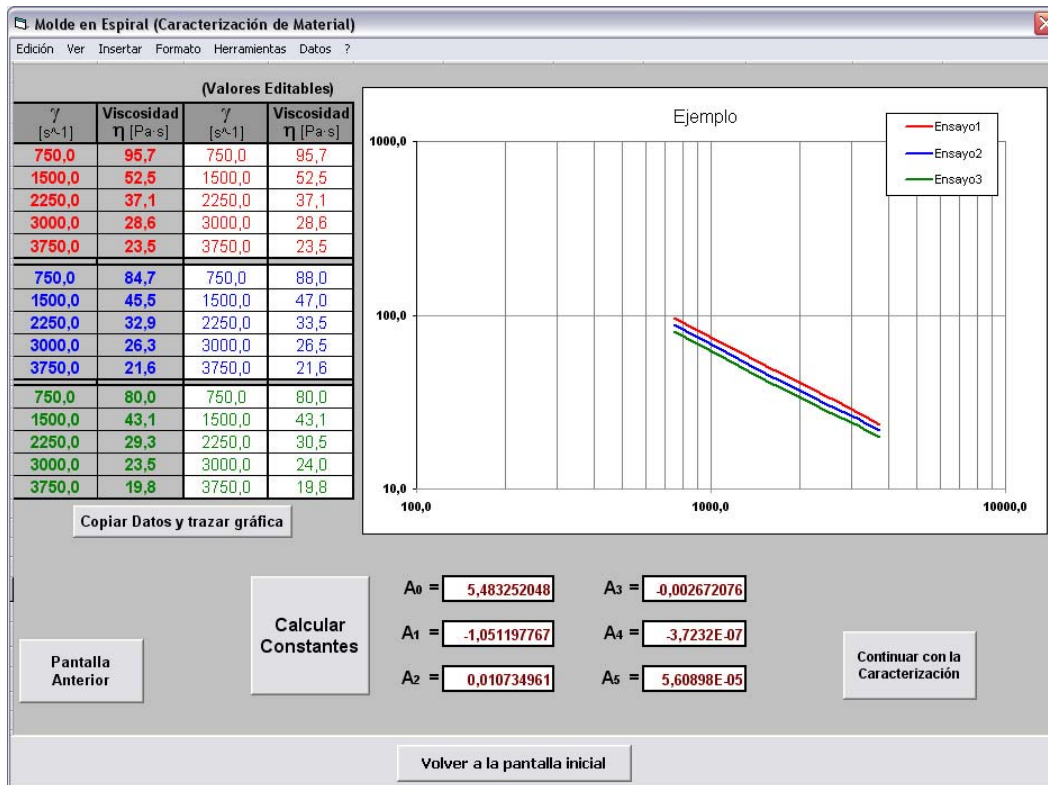 Molde en Espiral (Caracterización de Material)
Edición Ver Insertar Formato Herramientas Datos ?
(Valores Editables)
γ Viscosidad γ Viscosidad
[s^-1] η [Pa·s] [s^-1] η [Pa·s]
750,0 95,7 750,0 95,7
1500,0 52,5 1500,0 52,5
2250,0 37,1 2250,0 37,1
3000,0 28,6 3000,0 28,6
3750,0 23,5 3750,0 23,5
750,0 84,7 750,0 88,0
1500,0 45,5 1500,0 47,0
2250,0 32,9 2250,0 33,5
3000,0 26,3 3000,0 26,5
3750,0 21,6 3750,0 21,6
750,0 80,0 750,0 80,0
1500,0 43,1 1500,0 43,1
2250,0 29,3 2250,0 30,5
3000,0 23,5 3000,0 24,0
3750,0 19,8 3750,0 19,8
Copiar Datos y trazar gráfica
Ejemplo
Ensayo1
Ensayo2
Ensayo3
1000,0
100,0
10,0
100,0 1000,0 10000,0
Calcular
Constantes
A0 = 5,483252048 A3 = -0,002672076
A1 = -1,051197767 A4 = -3,7232E-07
A2 = 0,010734961 A5 = 5,60898E-05
Pantalla
Anterior
Continuar con la
Caracterización
Volver a la pantalla inicial